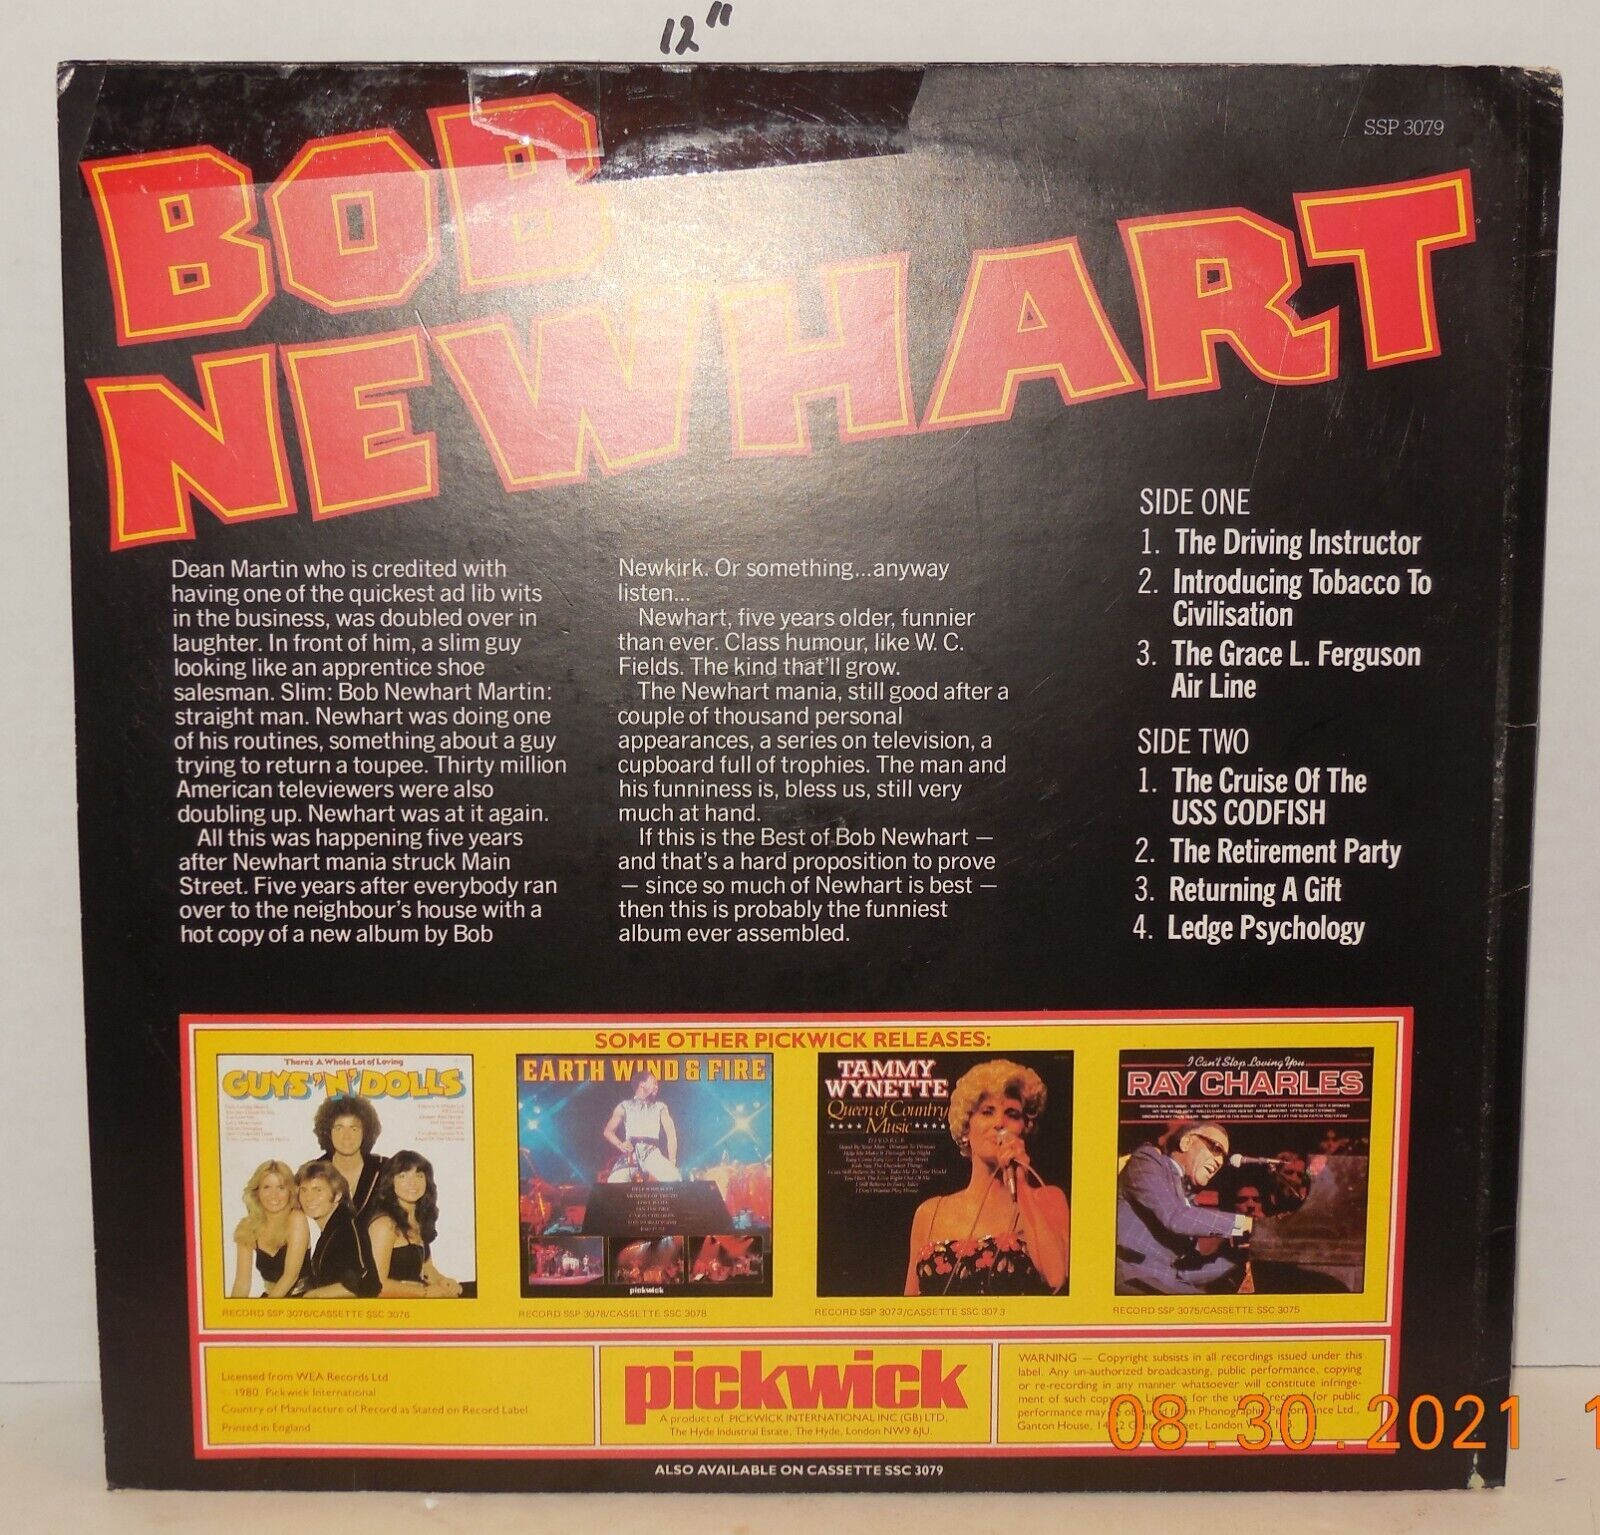 12"
SSP 3079
BOB
NEWHART
Dean Martin who is credited with
having one of the quickest ad lib wits
in the business, was doubled over in
laughter. In front of him, a slim guy
looking like an apprentice shoe
salesman. Slim: Bob Newhart Martin:
straight man. Newhart was doing one
of his routines, something about a guy
trying to return a toupee. Thirty million
American televiewers were also
doubling up. Newhart was at it again.
All this was happening five years
after Newhart mania struck Main
Street. Five years after everybody ran
over to the neighbour's house with a
hot copy of a new album by Bob
Newkirk. Or something...anyway
listen...
Newhart, five years older, funnier
than ever. Class humour, like W. C.
Fields. The kind that'll grow.
The Newhart mania, still good after a
couple of thousand personal
appearances, a series on television, a
cupboard full of trophies. The man and
his funniness is, bless us, still very
much at hand.
If this is the Best of Bob Newhart —
and that's a hard proposition to prove
— since so much of Newhart is best —
then this is probably the funniest
album ever assembled.
SIDE ONE
1. The Driving Instructor
2. Introducing Tobacco To
Civilisation
3. The Grace L. Ferguson
Air Line
SIDE TWO
1. The Cruise Of The
USS CODFISH
2. The Retirement Party
3. Returning A Gift
4. Ledge Psychology
SOME OTHER PICKWICK RELEASES:
There's A Whole Lot of Loving
GUYS 'N' DOLLS
RECORD SSP 3076/CASSETTE SSC 3076
EARTH WIND & FIRE
pickwick
RECORD SSP 3078/CASSETTE SSC 3078
TAMMY
WYNETTE
Queen of Country
Music
RECORD SSP 3073/CASSETTE SSC 3073
I Can't Stop Loving You
RAY CHARLES
RECORD SSP 3075/CASSETTE SSC 3075
Licensed from WEA Records Ltd
1980 Pickwick International
Country of Manufacture of Record as Stated on Record Label
Printed in England
pickwick
A product of PICKWICK INTERNATIONAL INC (GB) LTD,
The Hyde Industrial Estate, The Hyde, London NW9 6JU.
WARNING — Copyright subsists in all recordings issued under this
label. Any un-authorized broadcasting, public performance, copying
or re-recording in any manner whatsoever will constitute infringe-
ment of such for the of for public
performance may Phonographic Performance Ltd.,
Ganton House, Street, London
08.30.2021 1
ALSO AVAILABLE ON CASSETTE SSC 3079